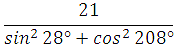 21
sin² 28° + cos² 208°